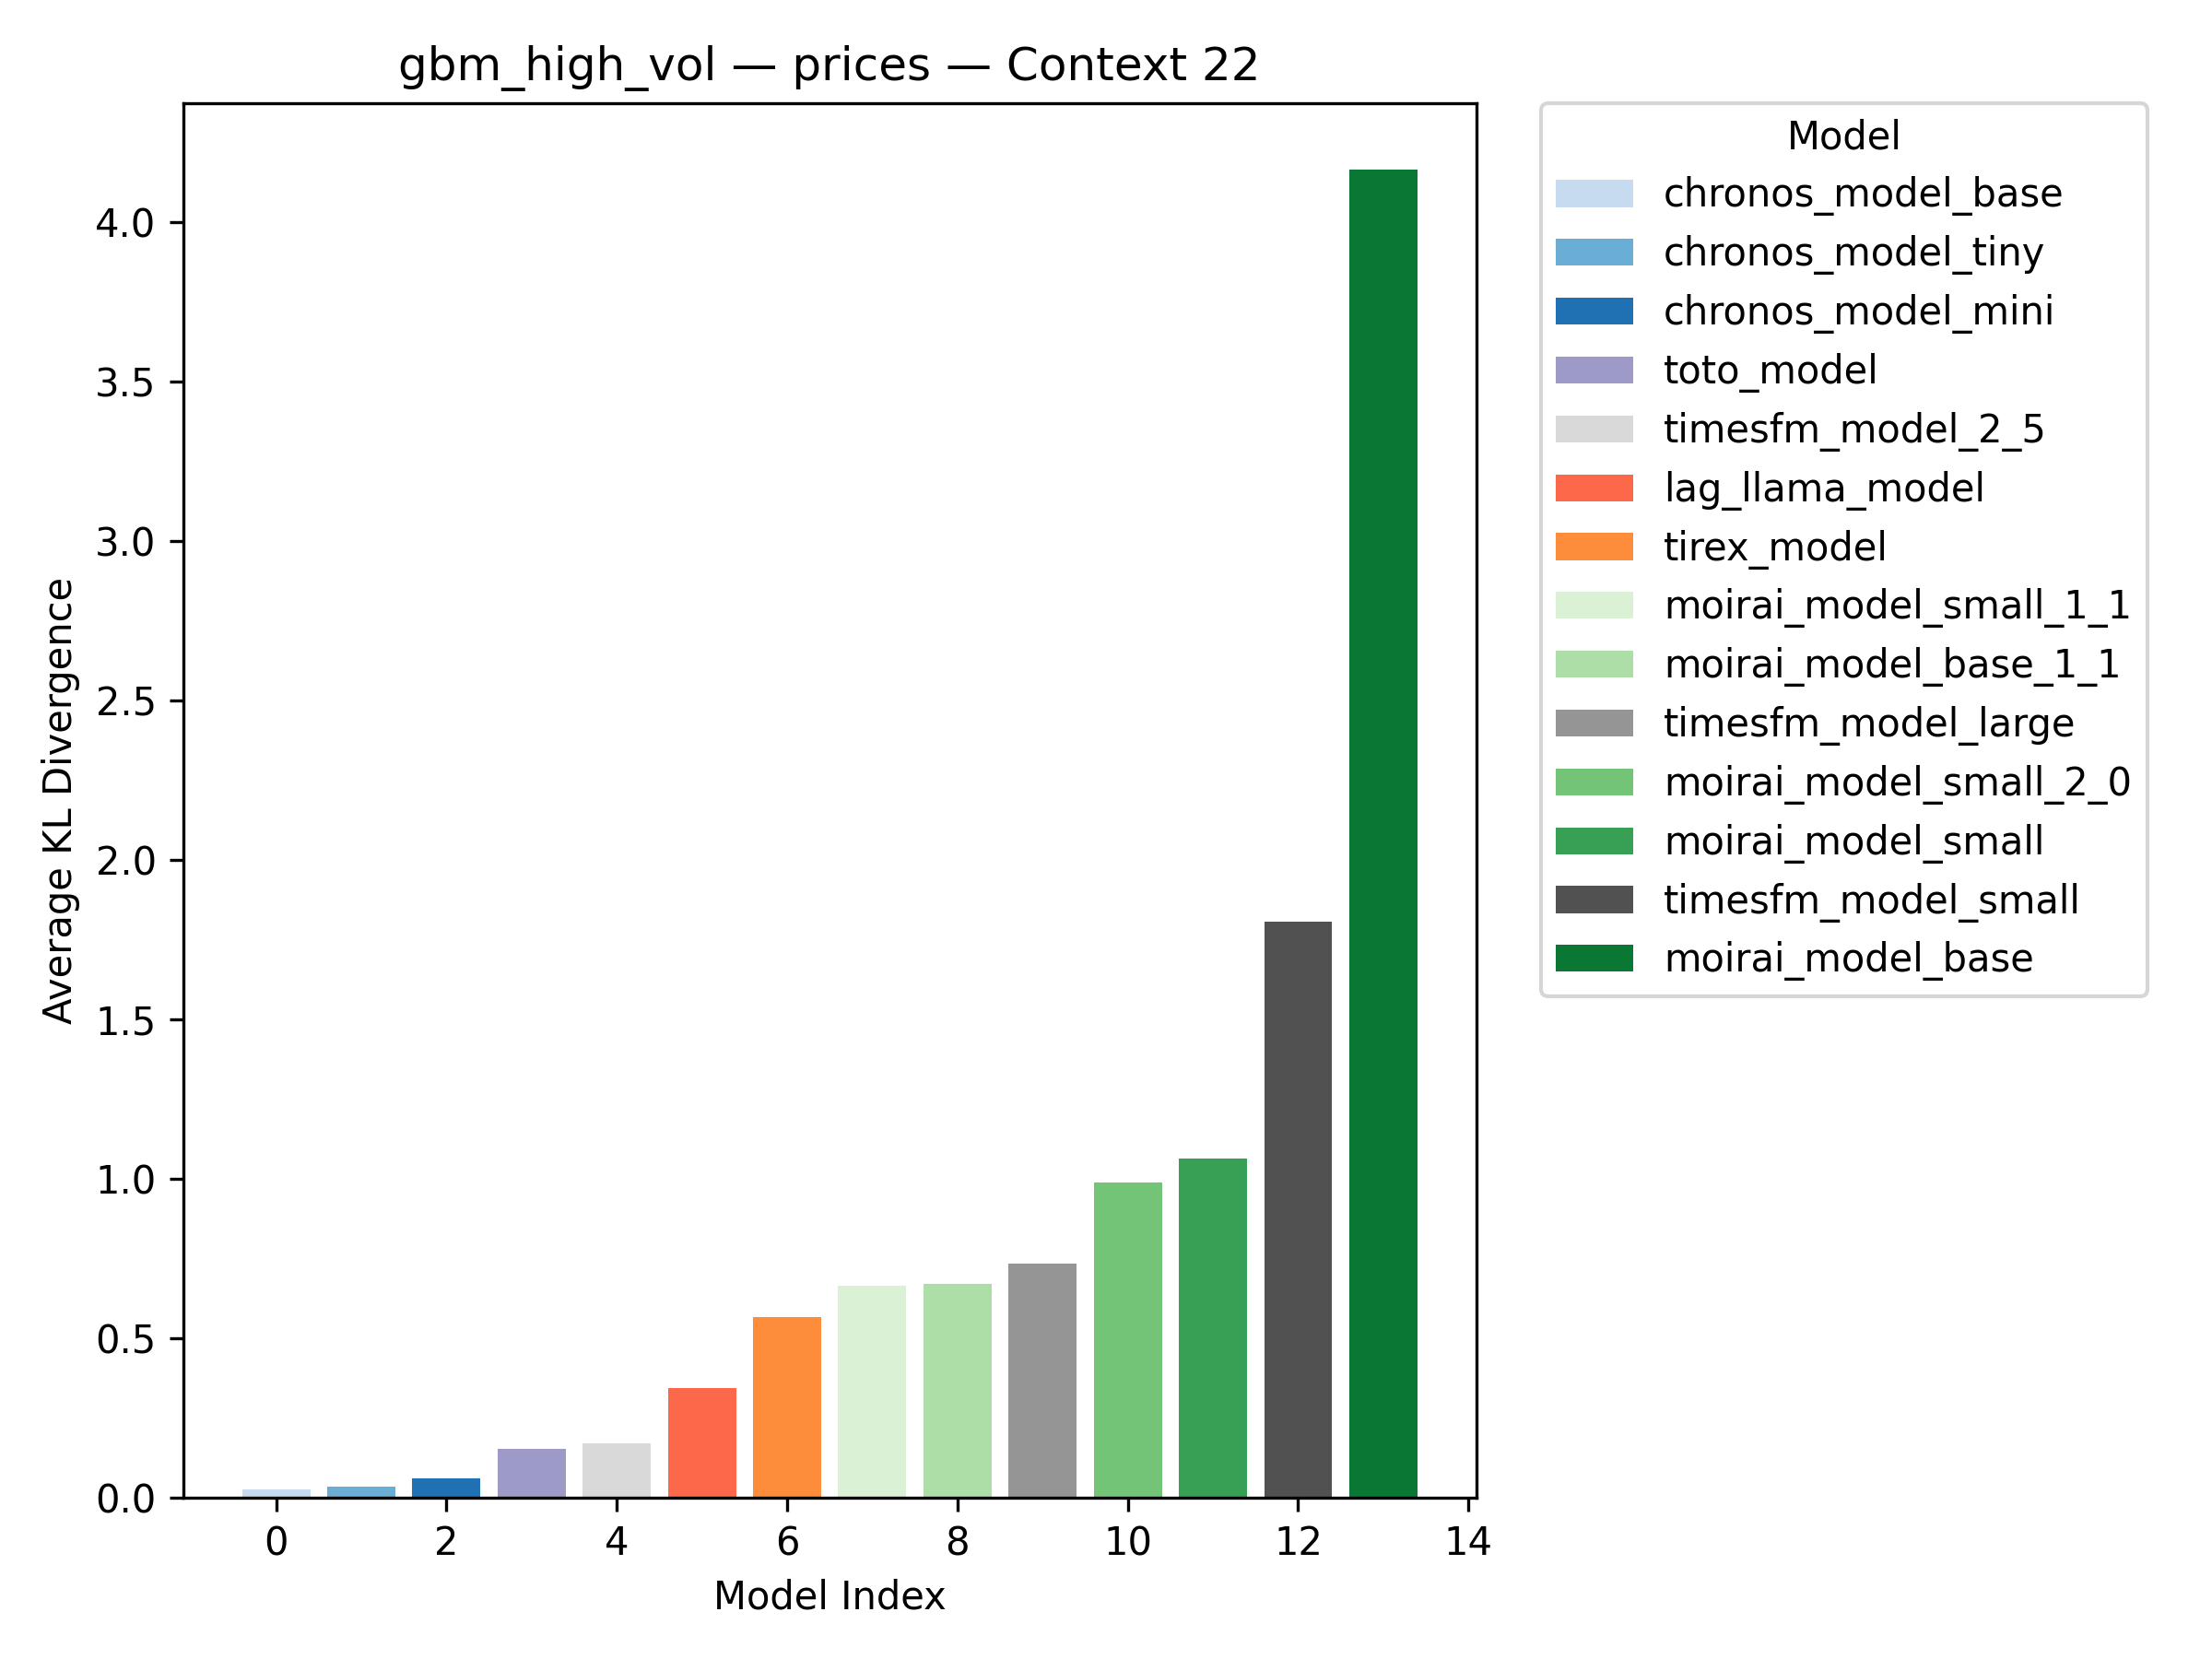 gbm_high_vol — prices — Context 22
Average KL Divergence
4.0
3.5
3.0
2.5
2.0
1.5
1.0
0.5
0.0
0 2 4 6 8 10 12 14
Model Index
Model
chronos_model_base
chronos_model_tiny
chronos_model_mini
toto_model
timesfm_model_2_5
lag_llama_model
tirex_model
moirai_model_small_1_1
moirai_model_base_1_1
timesfm_model_large
moirai_model_small_2_0
moirai_model_small
timesfm_model_small
moirai_model_base